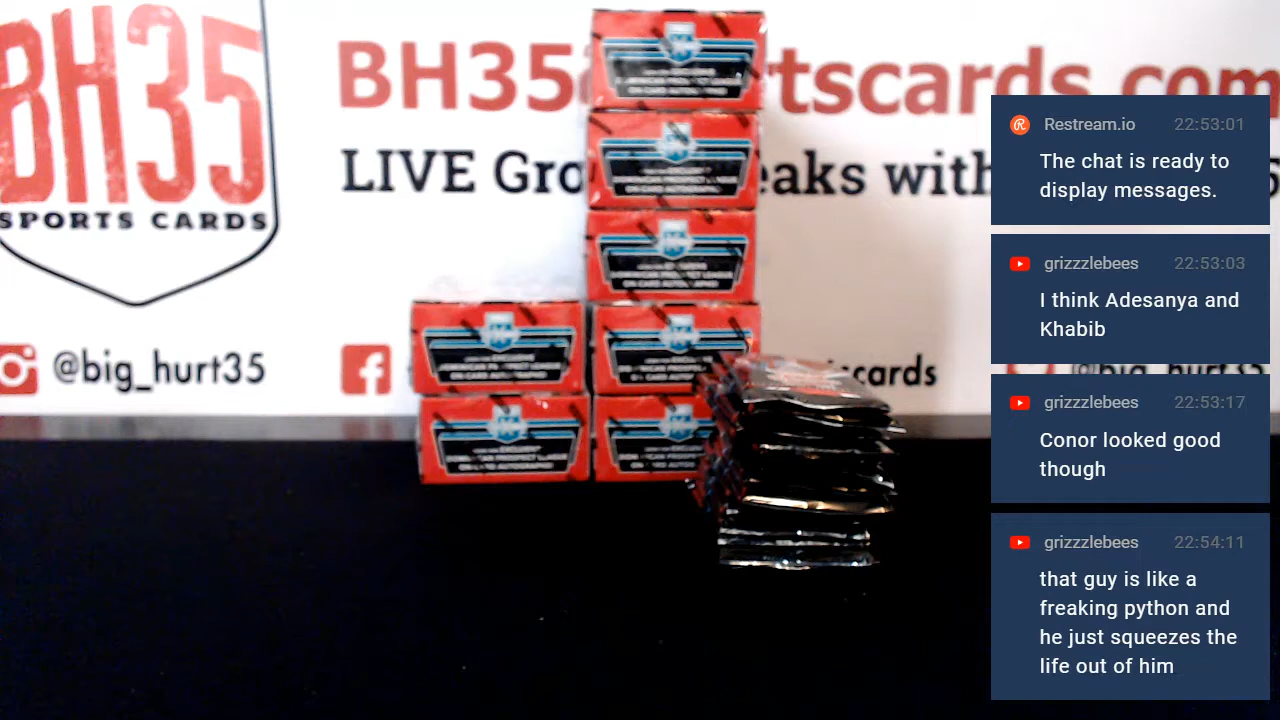 BH35
SPORTS CARDS
BH35
rtscards.com
LIVE Gro
eaks with
@big_hurt35
scards
@big_hurt35
Restream.io 22:53:01
The chat is ready to
display messages.
grizzzlebees 22:53:03
I think Adesanya and
Khabib
grizzzlebees 22:53:17
Conor looked good
though
grizzzlebees 22:54:11
that guy is like a
freaking python and
he just squeezes the
life out of him